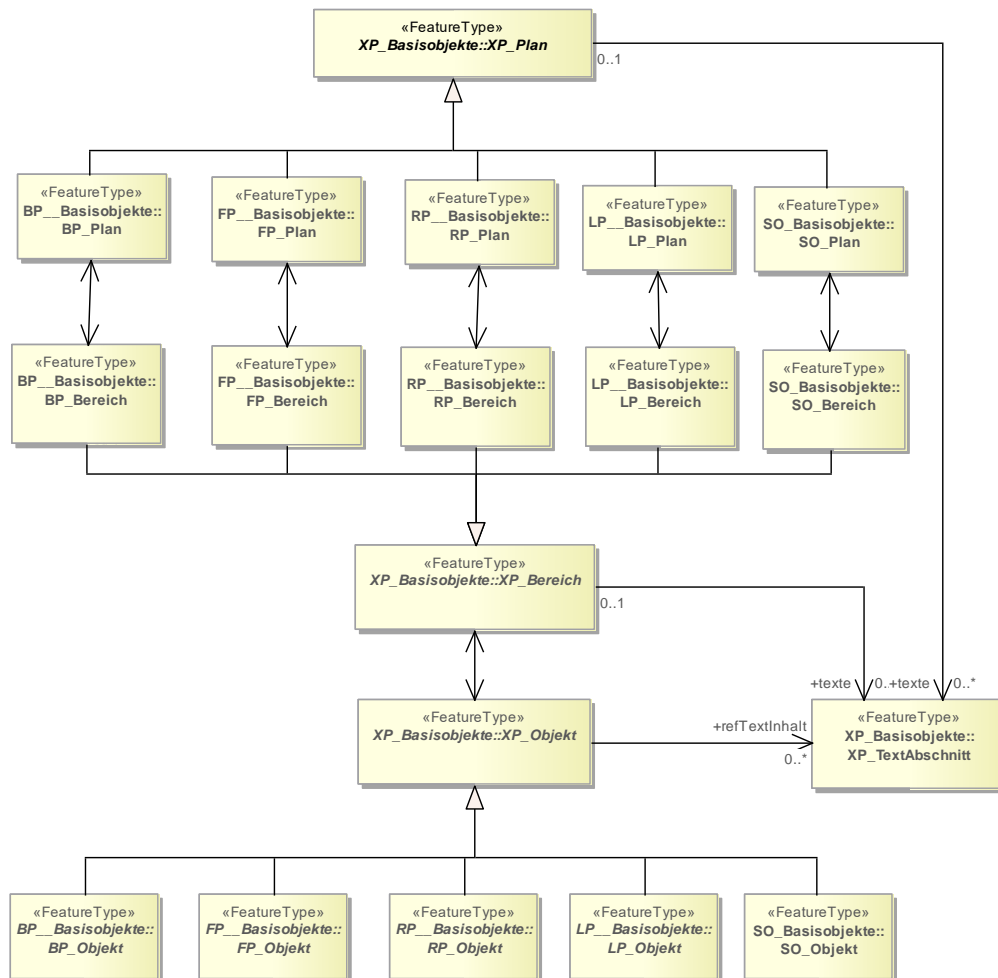 «FeatureType»
XP_Basisobjekte::XP_Plan
0..1
«FeatureType»
BP__Basisobjekte::
BP_Plan
«FeatureType»
FP__Basisobjekte::
FP_Plan
«FeatureType»
RP__Basisobjekte::
RP_Plan
«FeatureType»
LP__Basisobjekte::
LP_Plan
«FeatureType»
SO_Basisobjekte::
SO_Plan
«FeatureType»
BP__Basisobjekte::
BP_Bereich
«FeatureType»
FP__Basisobjekte::
FP_Bereich
«FeatureType»
RP__Basisobjekte::
RP_Bereich
«FeatureType»
LP__Basisobjekte::
LP_Bereich
«FeatureType»
SO_Basisobjekte::
SO_Bereich
«FeatureType»
XP_Basisobjekte::XP_Bereich
0..1
+texte
0..
+texte
0..*
«FeatureType»
XP_Basisobjekte::XP_Objekt
+refTextInhalt
0..*
«FeatureType»
XP_Basisobjekte::
XP_TextAbschnitt
«FeatureType»
BP__Basisobjekte::
BP_Objekt
«FeatureType»
FP__Basisobjekte::
FP_Objekt
«FeatureType»
RP__Basisobjekte::
RP_Objekt
«FeatureType»
LP__Basisobjekte::
LP_Objekt
«FeatureType»
SO_Basisobjekte::
SO_Objekt